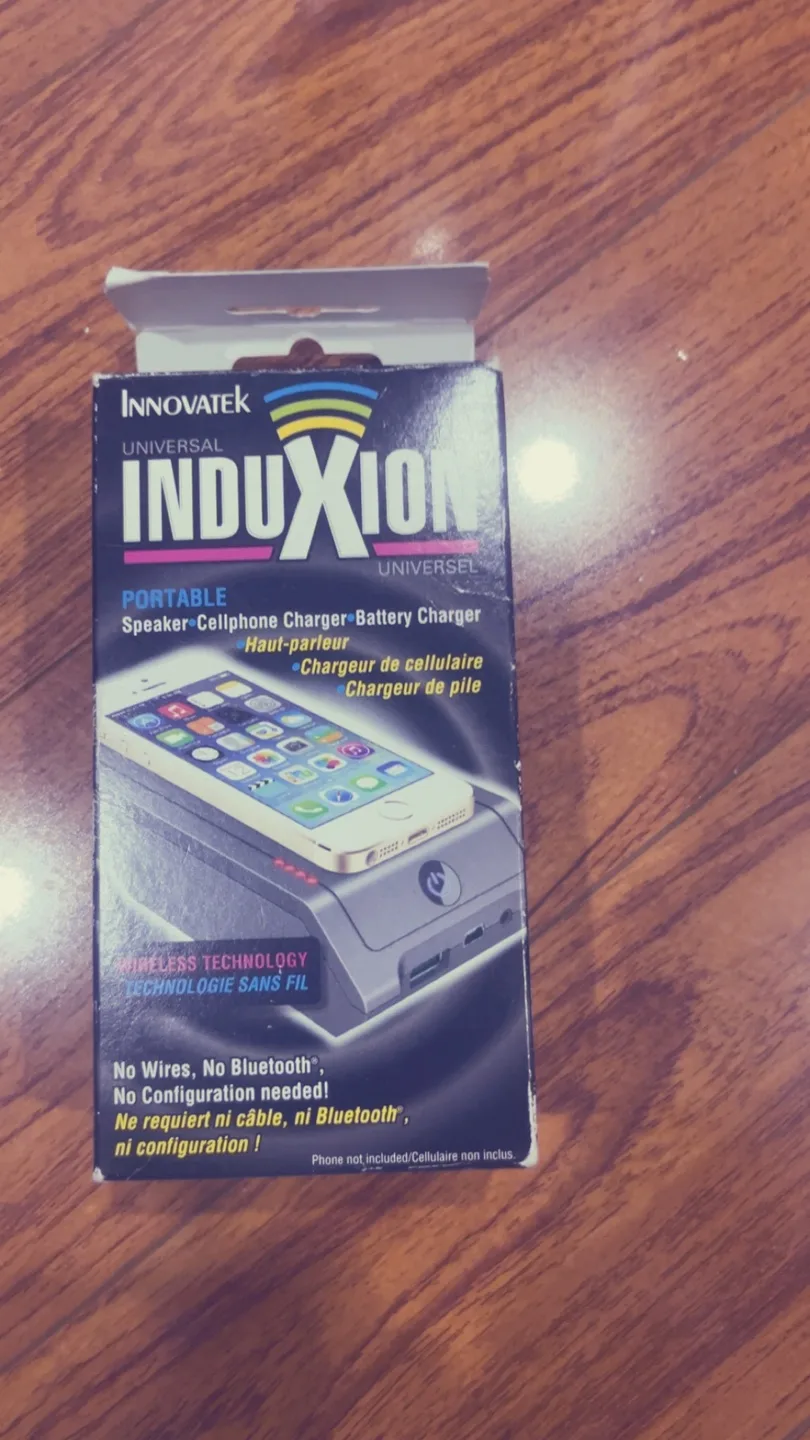 INNOVATEK
UNIVERSAL
INDUXION
UNIVERSEL
PORTABLE
Speaker•Cellphone Charger•Battery Charger
•Haut-parleur
•Chargeur de cellulaire
•Chargeur de pile
WIRELESS TECHNOLOGY
TECHNOLOGIE SANS FIL
No Wires, No Bluetooth®,
No Configuration needed!
Ne requiert ni câble, ni Bluetooth®,
ni configuration !
Phone not included/Cellulaire non inclus.